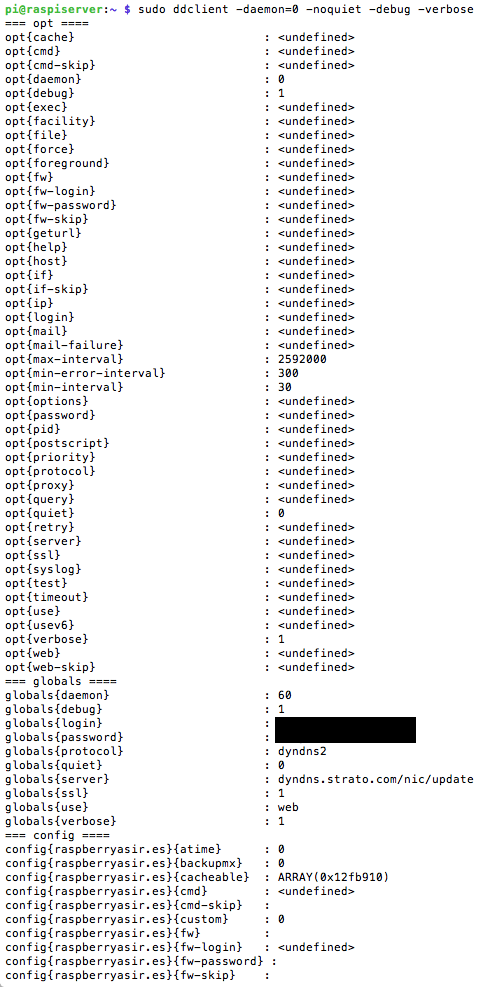 pi@raspiserver:~ $ sudo ddclient -daemon=0 -noquiet -debug -verbose
=== opt ====
opt{cache}                           : <undefined>
opt{cmd}                             : <undefined>
opt{cmd-skip}                        : <undefined>
opt{daemon}                          : 0
opt{debug}                           : 1
opt{exec}                            : <undefined>
opt{facility}                        : <undefined>
opt{file}                            : <undefined>
opt{force}                           : <undefined>
opt{foreground}                      : <undefined>
opt{fw}                              : <undefined>
opt{fw-login}                        : <undefined>
opt{fw-password}                     : <undefined>
opt{fw-skip}                         : <undefined>
opt{geturl}                          : <undefined>
opt{help}                            : <undefined>
opt{host}                            : <undefined>
opt{if}                              : <undefined>
opt{if-skip}                         : <undefined>
opt{ip}                              : <undefined>
opt{login}                           : <undefined>
opt{mail}                            : <undefined>
opt{mail-failure}                    : <undefined>
opt{max-interval}                    : 2592000
opt{min-error-interval}              : 300
opt{min-interval}                    : 30
opt{options}                         : <undefined>
opt{password}                        : <undefined>
opt{pid}                             : <undefined>
opt{postscript}                      : <undefined>
opt{priority}                        : <undefined>
opt{protocol}                        : <undefined>
opt{proxy}                           : <undefined>
opt{query}                           : <undefined>
opt{quiet}                           : 0
opt{retry}                           : <undefined>
opt{server}                          : <undefined>
opt{ssl}                             : <undefined>
opt{syslog}                          : <undefined>
opt{test}                            : <undefined>
opt{timeout}                         : <undefined>
opt{use}                             : <undefined>
opt{usev6}                           : <undefined>
opt{verbose}                         : 1
opt{web}                             : <undefined>
opt{web-skip}                        : <undefined>
=== globals ====
globals{daemon}                      : 60
globals{debug}                       : 1
globals{login}                       :
globals{password}                    :
globals{protocol}                    : dyndns2
globals{quiet}                       : 0
globals{server}                      : dyndns.strato.com/nic/update
globals{ssl}                         : 1
globals{use}                         : web
globals{verbose}                     : 1
=== config ====
config{raspberryasir.es}{atime}      : 0
config{raspberryasir.es}{backupmx}   : 0
config{raspberryasir.es}{cacheable}  : ARRAY(0x12fb910)
config{raspberryasir.es}{cmd}        : <undefined>
config{raspberryasir.es}{cmd-skip}   :
config{raspberryasir.es}{custom}     : 0
config{raspberryasir.es}{fw}         :
config{raspberryasir.es}{fw-login}   : <undefined>
config{raspberryasir.es}{fw-password} :
config{raspberryasir.es}{fw-skip}    :